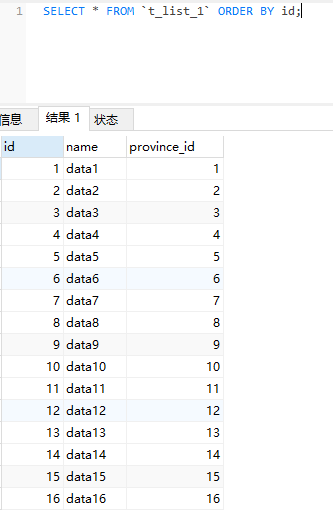 1 SELECT * FROM `t_list_1` ORDER BY id;
信息 结果 1 状态
id name province_id
1 data1 1
2 data2 2
3 data3 3
4 data4 4
5 data5 5
6 data6 6
7 data7 7
8 data8 8
9 data9 9
10 data10 10
11 data11 11
12 data12 12
13 data13 13
14 data14 14
15 data15 15
16 data16 16